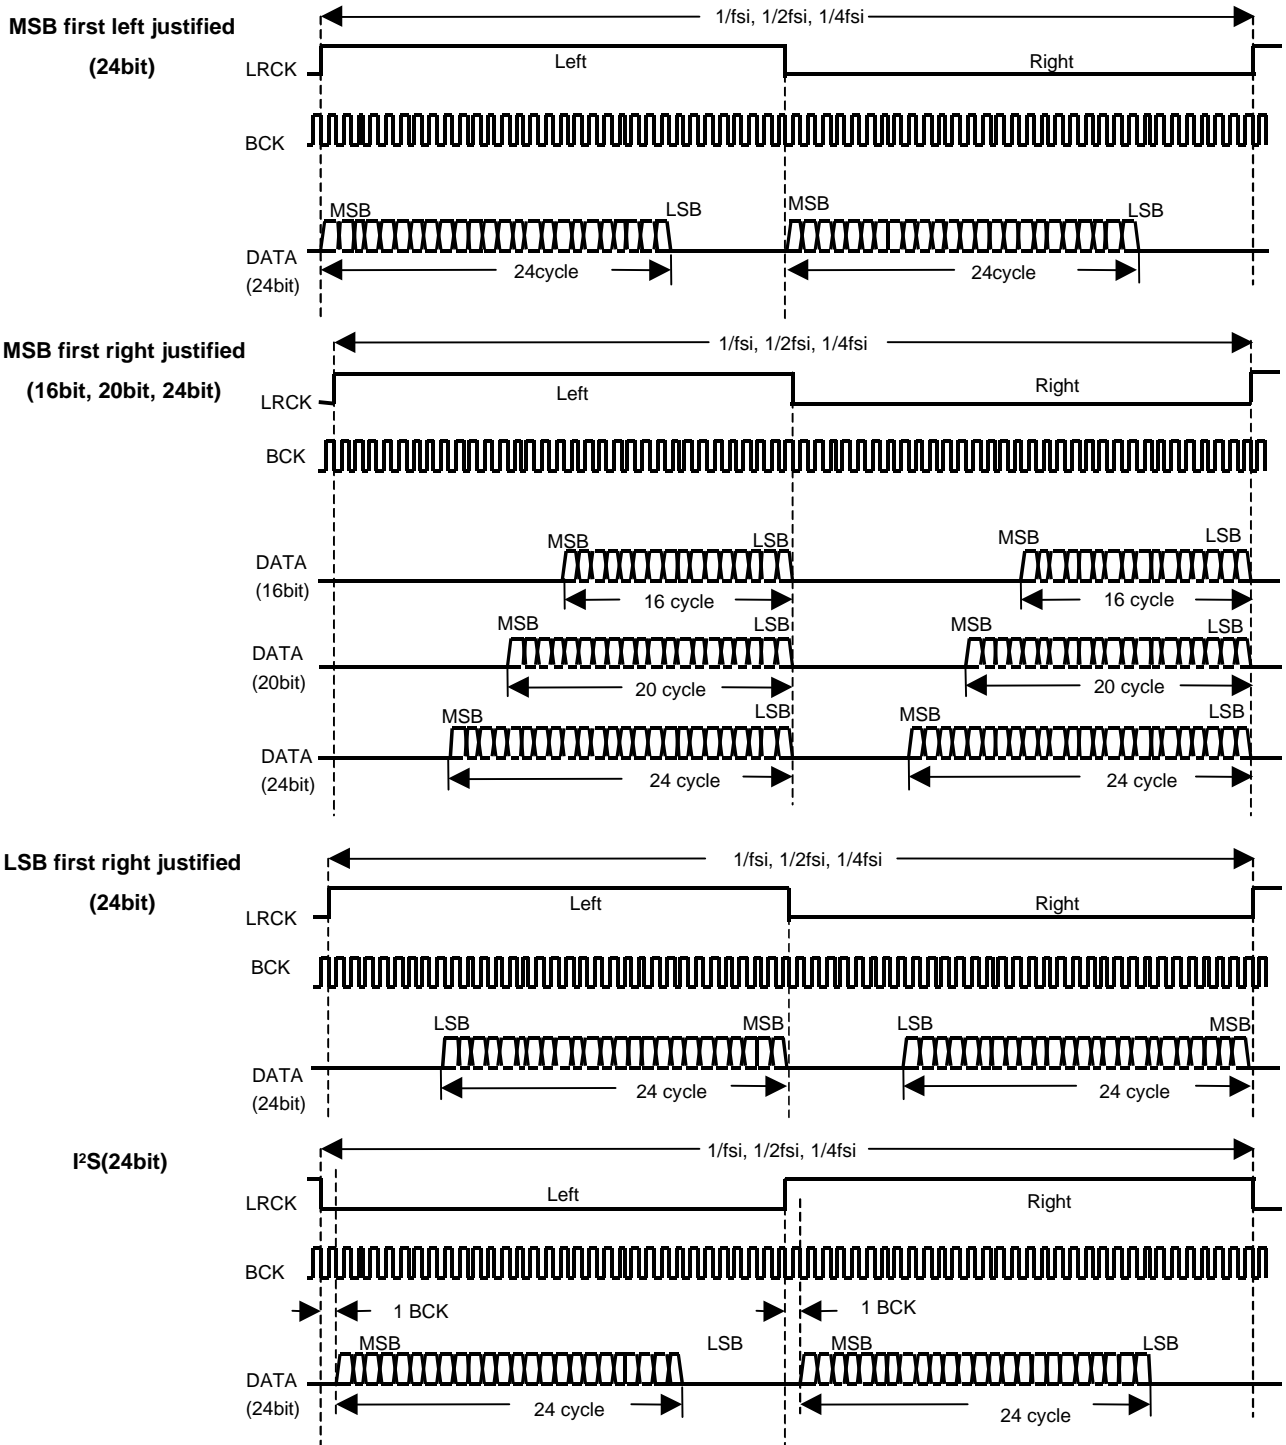 MSB first left justified
(24bit)
1/fsi, 1/2fsi, 1/4fsi
LRCK
Left
Right
BCK
MSB
LSB
MSB
LSB
DATA
(24bit)
24cycle
24cycle
MSB first right justified
(16bit, 20bit, 24bit)
1/fsi, 1/2fsi, 1/4fsi
LRCK
Left
Right
BCK
MSB
LSB
MSB
LSB
DATA
(16bit)
16 cycle
16 cycle
MSB
LSB
MSB
LSB
DATA
(20bit)
20 cycle
20 cycle
MSB
LSB
MSB
LSB
DATA
(24bit)
24 cycle
24 cycle
LSB first right justified
(24bit)
1/fsi, 1/2fsi, 1/4fsi
LRCK
Left
Right
BCK
LSB
MSB
LSB
MSB
DATA
(24bit)
24 cycle
24 cycle
I²S(24bit)
1/fsi, 1/2fsi, 1/4fsi
LRCK
Left
Right
BCK
1 BCK
1 BCK
MSB
LSB
MSB
LSB
DATA
(24bit)
24 cycle
24 cycle